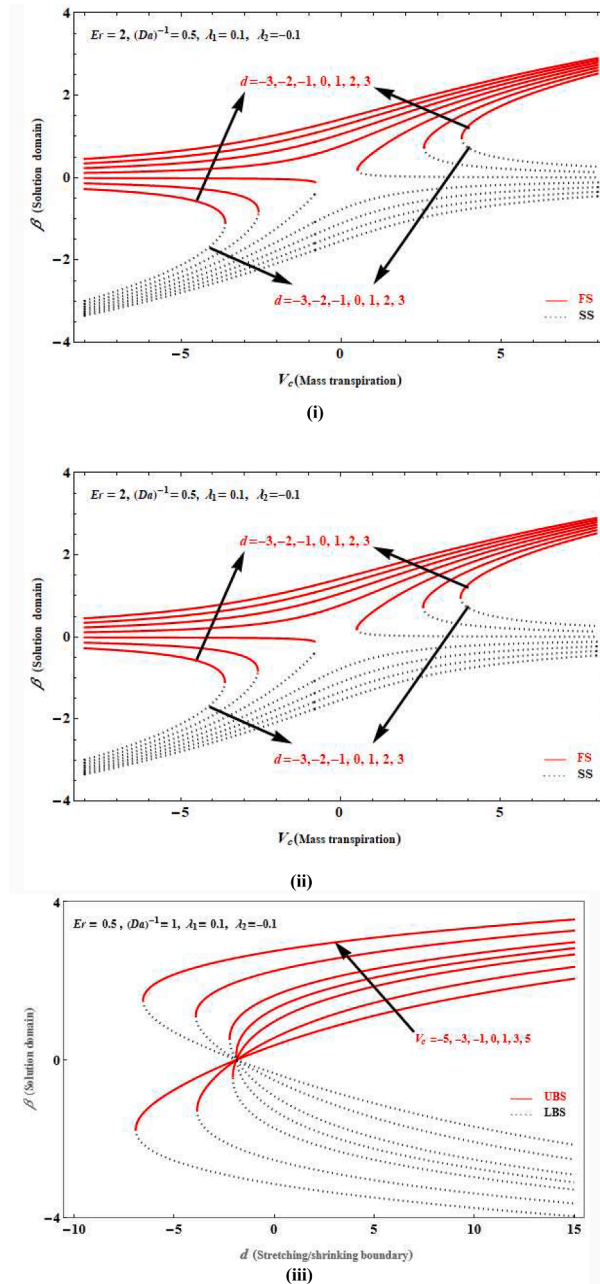 4
Er = 2, (Da)⁻¹ = 0.5, λ₁ = 0.1, λ₂ = −0.1
d = −3, −2, −1, 0, 1, 2, 3
2
0
−2
−4
β (Solution domain)
d = −3, −2, −1, 0, 1, 2, 3
FS
SS
−5 0 5
V_c (Mass transpiration)
(i)
4
Er = 2, (Da)⁻¹ = 0.5, λ₁ = 0.1, λ₂ = −0.1
d = −3, −2, −1, 0, 1, 2, 3
2
0
−2
−4
β (Solution domain)
d = −3, −2, −1, 0, 1, 2, 3
FS
SS
−5 0 5
V_c (Mass transpiration)
(ii)
4
Er = 0.5 , (Da)⁻¹ = 1, λ₁ = 0.1, λ₂ = −0.1
V_c = −5, −3, −1, 0, 1, 3, 5
0
−4
β (Solution domain)
UBS
LBS
−10 −5 0 5 10 15
d (Stretching/shrinking boundary)
(iii)